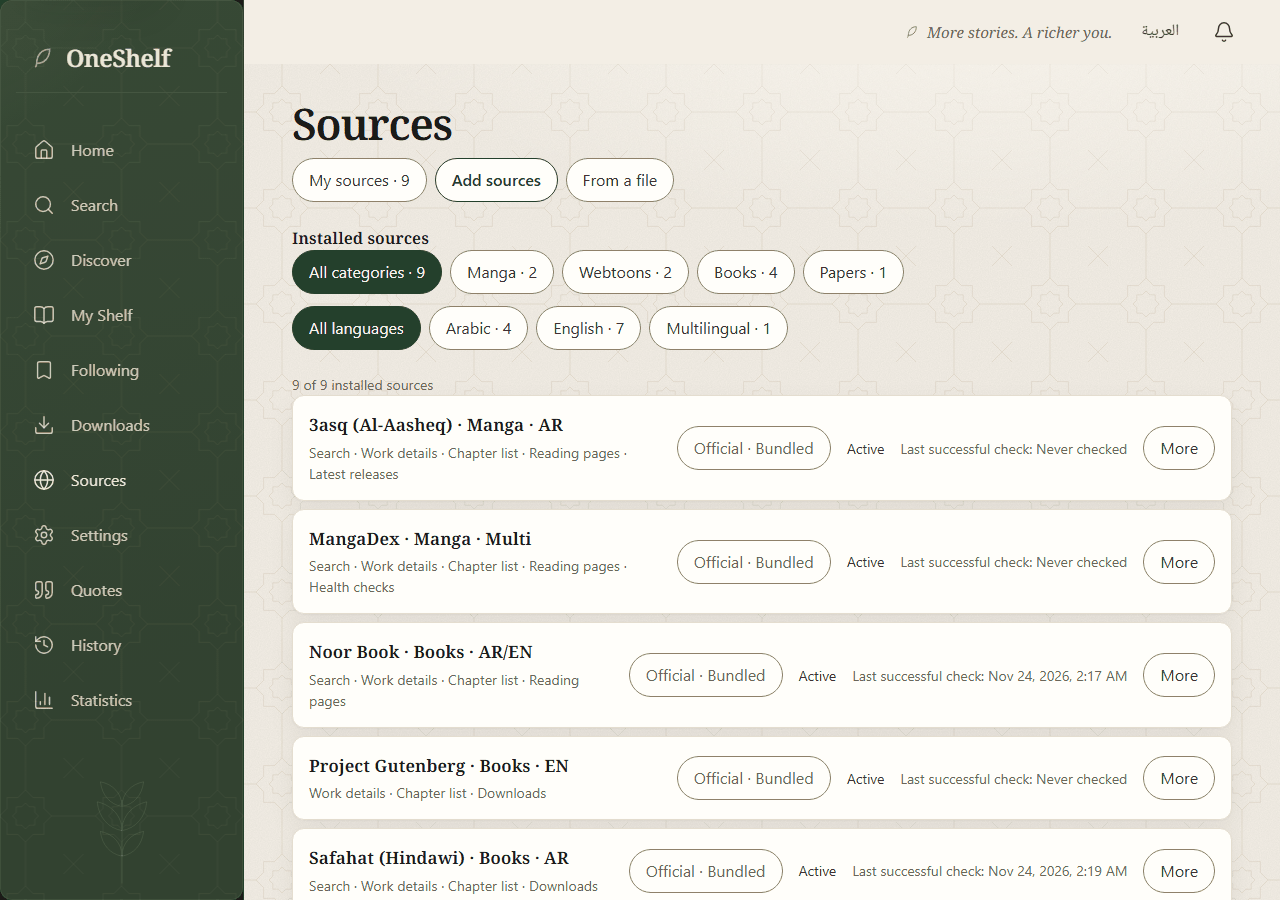 OneShelf
More stories. A richer you.
العربية
Home
Search
Discover
My Shelf
Following
Downloads
Sources
Settings
Quotes
History
Statistics
Sources
My sources · 9
Add sources
From a file
Installed sources
All categories · 9
Manga · 2
Webtoons · 2
Books · 4
Papers · 1
All languages
Arabic · 4
English · 7
Multilingual · 1
9 of 9 installed sources
3asq (Al-Aasheq) · Manga · AR
Search · Work details · Chapter list · Reading pages ·
Latest releases
Official · Bundled
Active
Last successful check: Never checked
More
MangaDex · Manga · Multi
Search · Work details · Chapter list · Reading pages ·
Health checks
Official · Bundled
Active
Last successful check: Never checked
More
Noor Book · Books · AR/EN
Search · Work details · Chapter list · Reading
pages
Official · Bundled
Active
Last successful check: Nov 24, 2026, 2:17 AM
More
Project Gutenberg · Books · EN
Work details · Chapter list · Downloads
Official · Bundled
Active
Last successful check: Never checked
More
Safahat (Hindawi) · Books · AR
Search · Work details · Chapter list · Downloads
Official · Bundled
Active
Last successful check: Nov 24, 2026, 2:19 AM
More